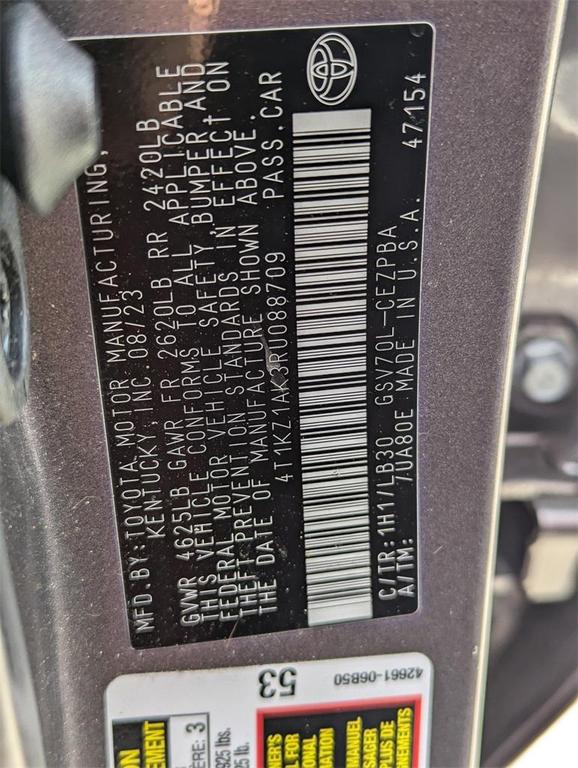 MFD. BY:TOYOTA MOTOR MANUFACTURING,
KENTUCKY, INC 08/23
GVWR 4625LB GAWR FR 2620LB RR 2420LB
THIS VEHICLE CONFORMS TO ALL APPLICABLE
FEDERAL MOTOR VEHICLE SAFETY,BUMPER,AND
THEFT PREVENTION STANDARDS IN EFFECT ON
THE DATE OF MANUFACTURE SHOWN ABOVE.
4T1KZ1AK3RU088709 PASS.CAR
C/TR:1H1/LB30 GSV70L-CEZPBA
A/TM: /UA80E MADE IN U.S.A. 47154
53 42661-06B50